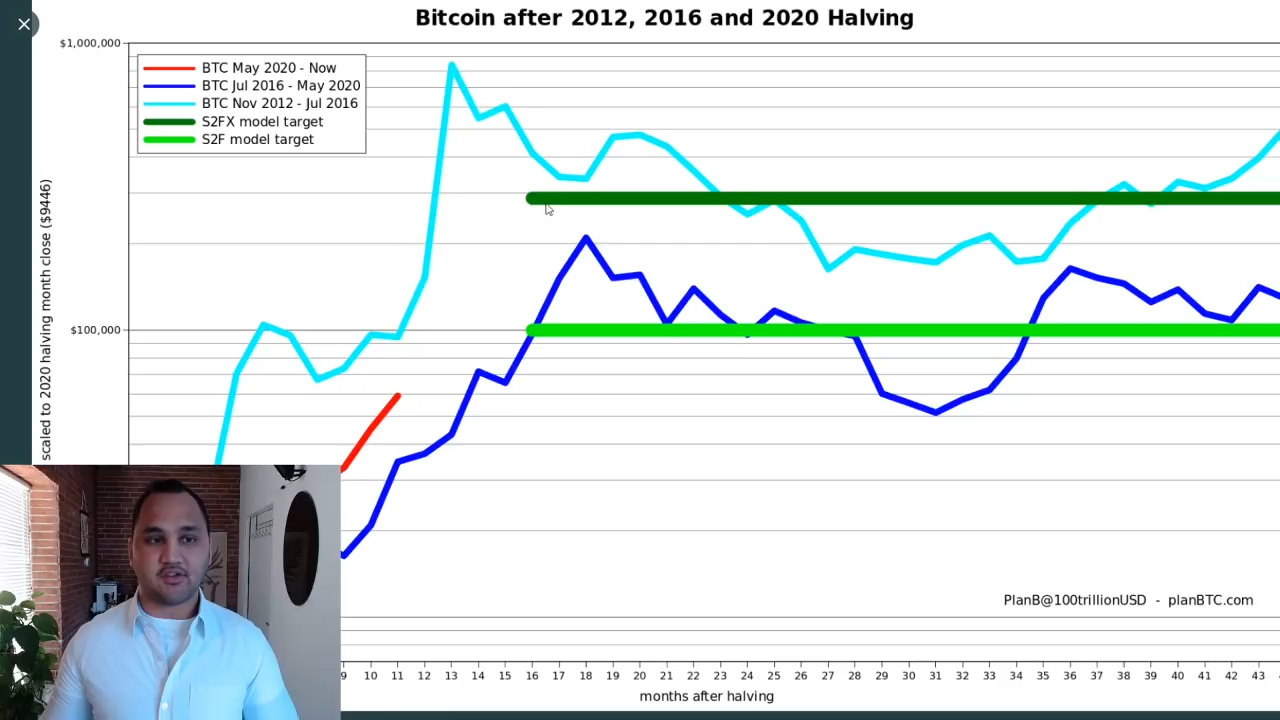 Bitcoin after 2012, 2016 and 2020 Halving
$1,000,000
BTC May 2020 - Now
BTC Jul 2016 - May 2020
BTC Nov 2012 - Jul 2016
S2FX model target
S2F model target
$100,000
scaled to 2020 halving month close ($9446)
PlanB@100trillionUSD - planBTC.com
9 10 11 12 13 14 15 16 17 18 19 20 21 22 23 24 25 26 27 28 29 30 31 32 33 34 35 36 37 38 39 40 41 42 43
months after halving